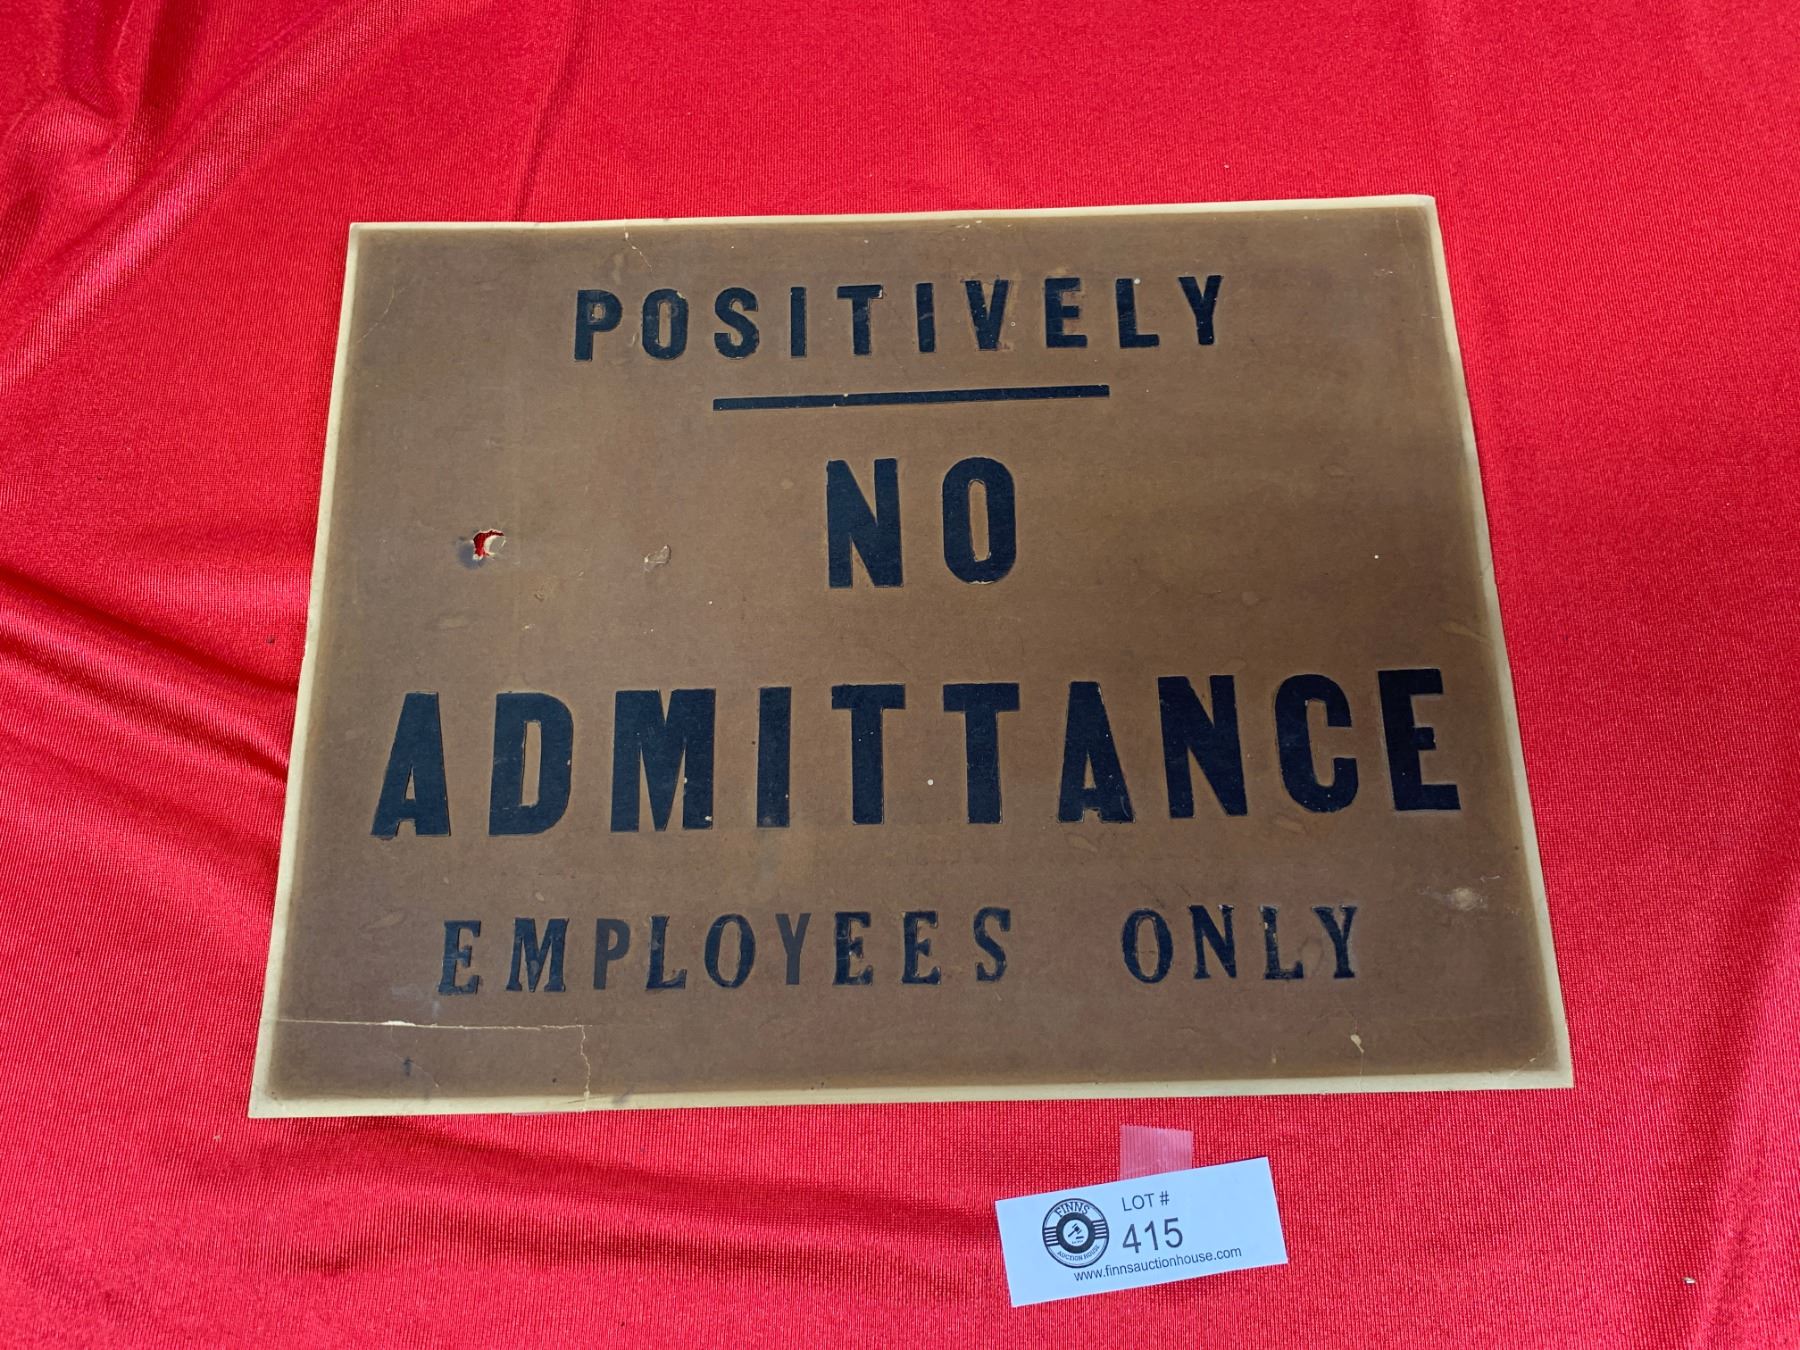 POSITIVELY
NO
ADMITTANCE
EMPLOYEES ONLY
FINNS
AUCTION HOUSE
LOT #
415
www.finnsauctionhouse.com